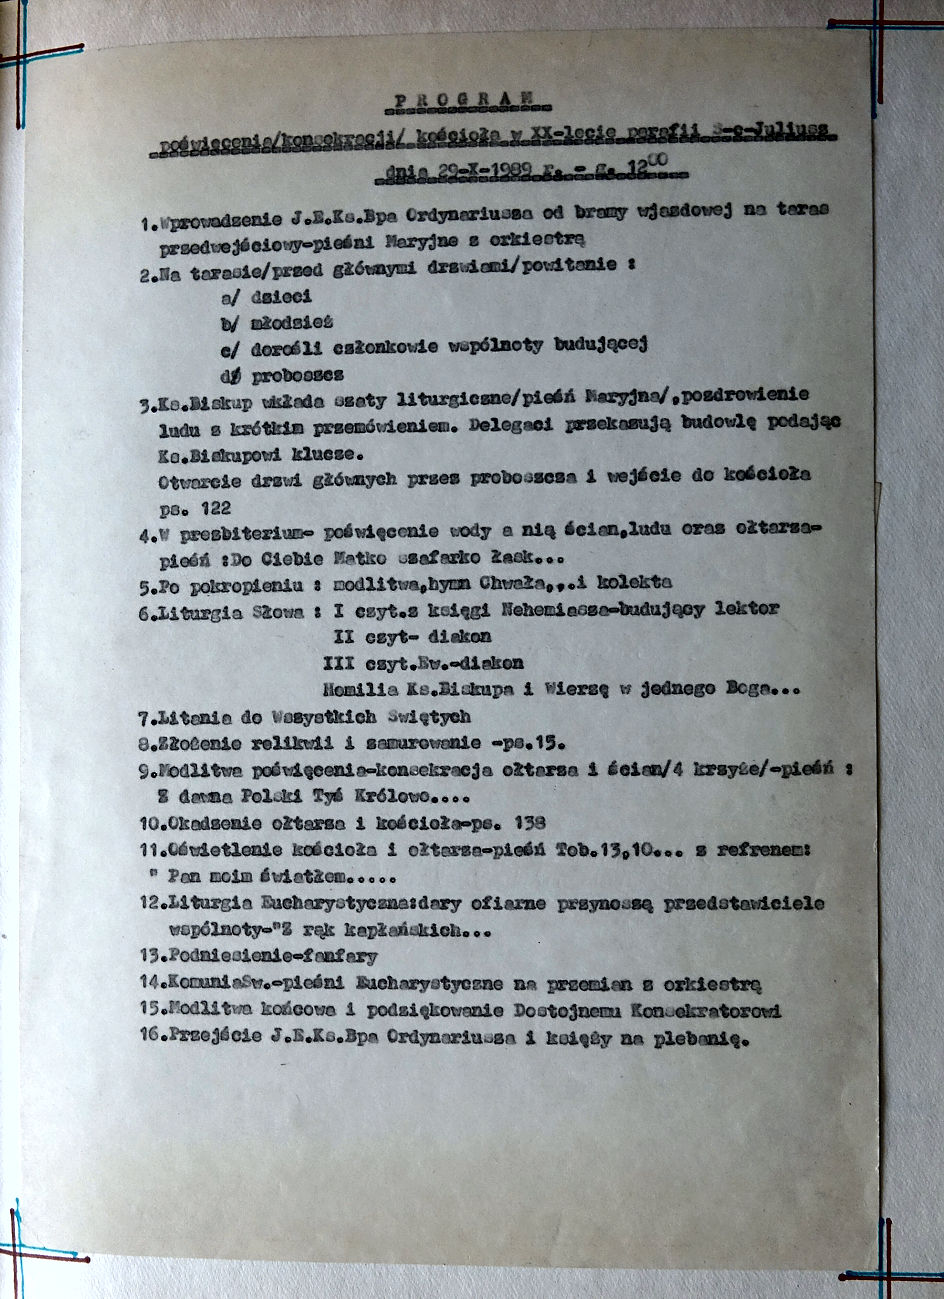 P R O G R A M
poświęcenia/konsekracji/ kościoła w XX-lecie parafii S-c-Juliusz
dnia 29-X-1989 r. - g. 12⁰⁰
1.Wprowadzenie J.E.Ks.Bpa Ordynariusza od bramy wjazdowej na taras
przedwejściowy-pieśni Maryjne z orkiestrą
2.Na tarasie/przed głównymi drzwiami/powitanie :
a/ dzieci
b/ młodzież
c/ dorośli członkowie wspólnoty budującej
d/ proboszcz
3.Ks.Biskup wkłada szaty liturgiczne/pieśń Maryjna/,pozdrowienie
ludu z krótkim przemówieniem. Delegaci przekazują budowlę podając
Ks.Biskupowi klucze.
Otwarcie drzwi głównych przez proboszcza i wejście do kościoła
ps. 122
4.W presbiterium- poświęcenie wody a nią ścian,ludu oraz ołtarza-
pieśń :Do Ciebie Matko szafarko łask...
5.Po pokropieniu : modlitwa,hymn Chwała,,.i kolekta
6.Liturgia Słowa : I czyt.z księgi Nehemiasza-budujący lektor
II czyt- diakon
III czyt.Ew.-diakon
Homilia Ks.Biskupa i Wierzę w jednego Boga...
7.Litania do Wszystkich Świętych
8.Złożenie relikwii i zamurowanie -ps.15.
9.Modlitwa poświęcenia-konsekracja ołtarza i ścian/4 krzyże/-pieśń :
Z dawna Polski Tyś Królowo....
10.Okadzenie ołtarza i kościoła-ps. 138
11.Oświetlenie kościoła i ołtarza-pieśń Tob.13,10... z refrenem:
" Pan moim światłem.....
12.Liturgia Eucharystyczna:dary ofiarne przynoszą przedstawiciele
wspólnoty-"Z rąk kapłańskich...
13.Podniesienie-fanfary
14.KomuniaŚw.-pieśni Eucharystyczne na przemian z orkiestrą
15.Modlitwa końcowa i podziękowanie Dostojnemu Konsekratorowi
16.Przejście J.E.Ks.Bpa Ordynariusza i księży na plebanię.